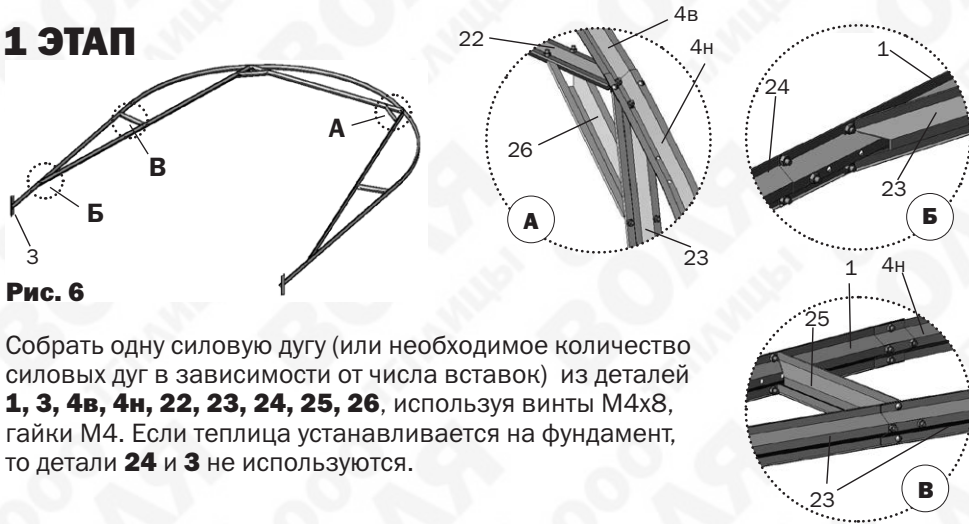 1 ЭТАП
А
В
Б
3
Рис. 6
22
4в
4н
26
А
23
1
24
23
Б
1
4н
25
23
В
Собрать одну силовую дугу (или необходимое количество
силовых дуг в зависимости от числа вставок) из деталей
1, 3, 4в, 4н, 22, 23, 24, 25, 26, используя винты М4х8,
гайки М4. Если теплица устанавливается на фундамент,
то детали 24 и 3 не используются.